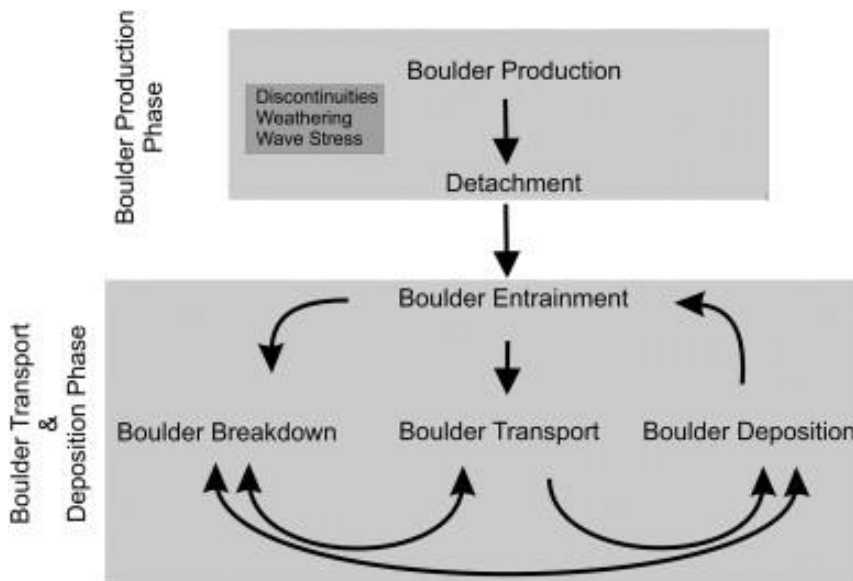 Boulder Production
Phase
Boulder Production
Discontinuities
Weathering
Wave Stress
Detachment
Boulder Transport
&
Deposition Phase
Boulder Entrainment
Boulder Breakdown
Boulder Transport
Boulder Deposition